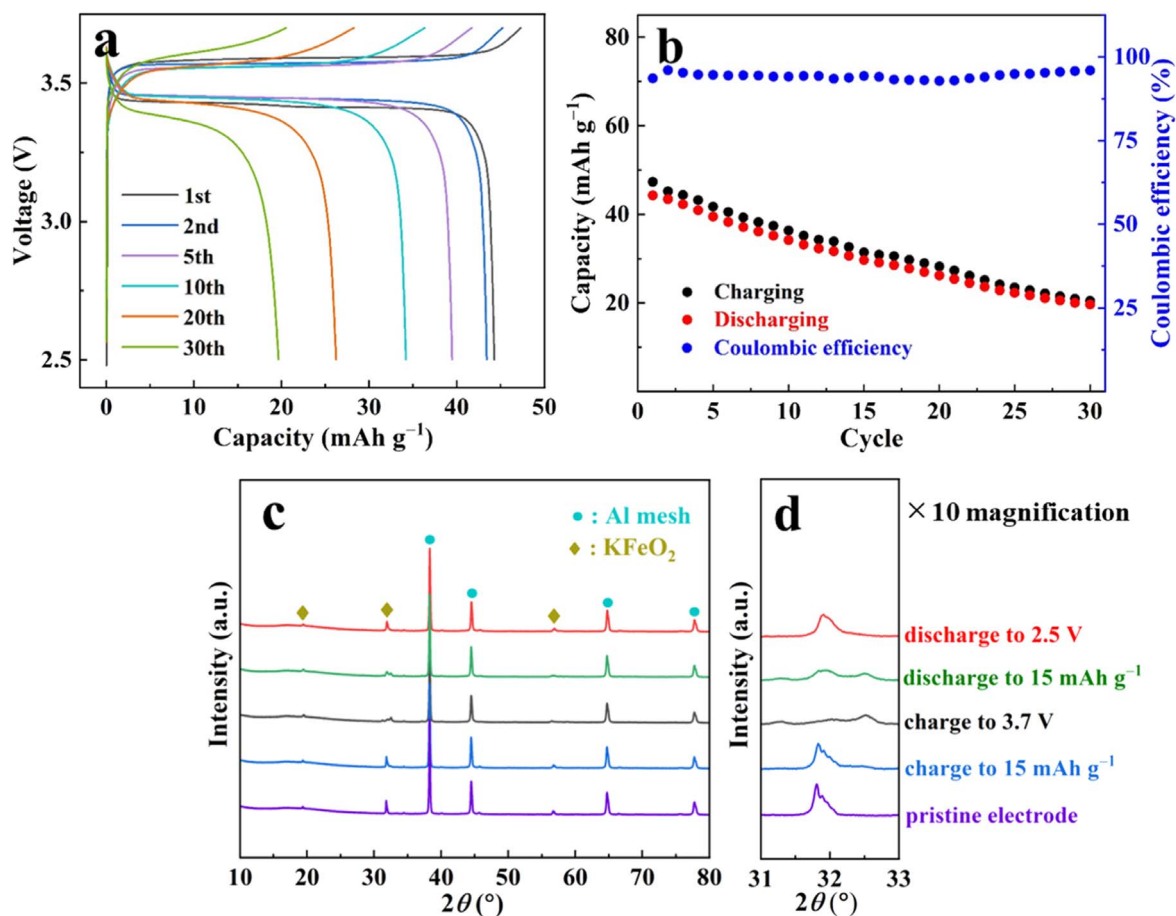 a
3.5
3.0
2.5
Voltage (V)
1st
2nd
5th
10th
20th
30th
0
10
20
30
40
50
Capacity (mAh g⁻¹)
b
80
60
40
20
Capacity (mAh g⁻¹)
100
75
50
25
Coulombic efficiency (%)
Charging
Discharging
Coulombic efficiency
0
5
10
15
20
25
30
Cycle
c
: Al mesh
: KFeO₂
Intensity (a.u.)
10
20
30
40
50
60
70
80
2θ (°)
d
× 10 magnification
Intensity (a.u.)
discharge to 2.5 V
discharge to 15 mAh g⁻¹
charge to 3.7 V
charge to 15 mAh g⁻¹
pristine electrode
31
32
33
2θ (°)